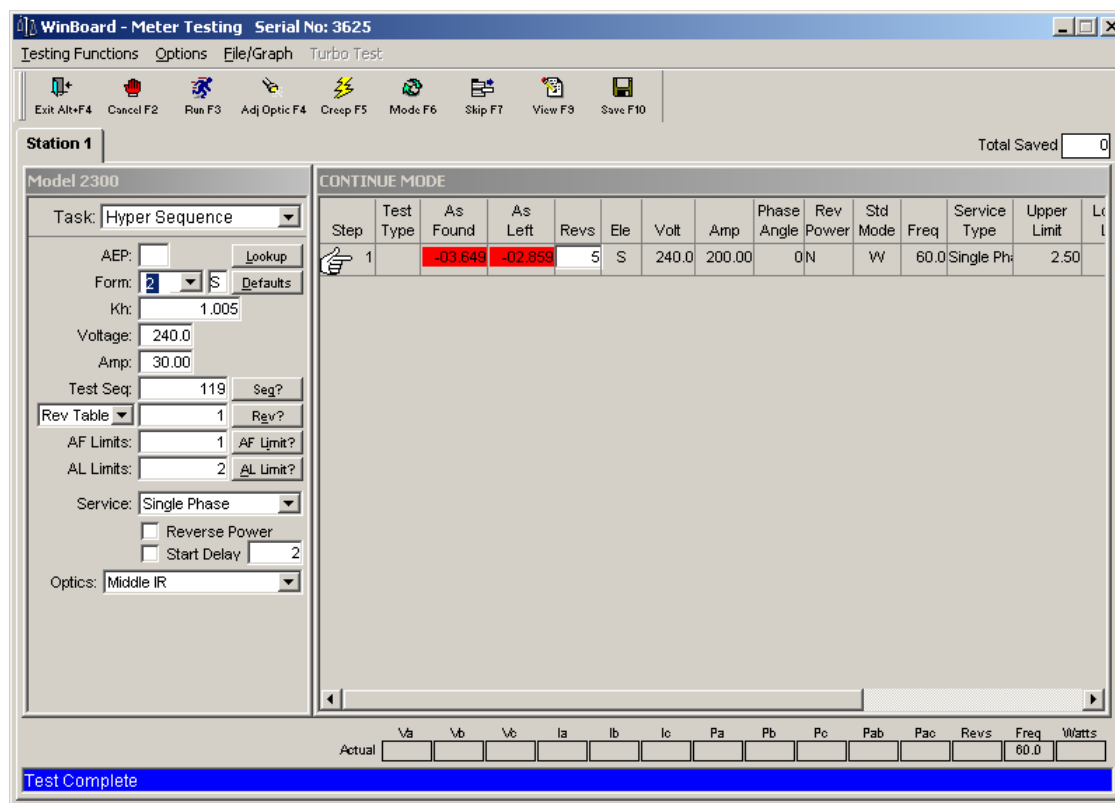 WinBoard - Meter Testing   Serial No: 3625
Testing Functions   Options   File/Graph   Turbo Test
Exit Alt+F4   Cancel F2   Run F3   Adj Optic F4   Creep F5   Mode F6   Skip F7   View F9   Save F10
Station 1
Total Saved 0
Model 2300
Task: Hyper Sequence
AEP: Lookup
Form: 2 S Defaults
Kh: 1.005
Voltage: 240.0
Amp: 30.00
Test Seq: 119 Seq?
Rev Table 1 Rev?
AF Limits: 1 AF Limit?
AL Limits: 2 AL Limit?
Service: Single Phase
Reverse Power
Start Delay 2
Optics: Middle IR
CONTINUE MODE
Test As As Phase Rev Std Service Upper
Step Type Found Left Revs Ele Volt Amp Angle Power Mode Freq Type Limit
1 -03.649 -02.859 5 S 240.0 200.00 0 N W 60.0 Single Ph 2.50
Va Vb Vc Ia Ib Ic Pa Pb Pc Pab Pac Revs Freq Watts
Actual 60.0
Test Complete